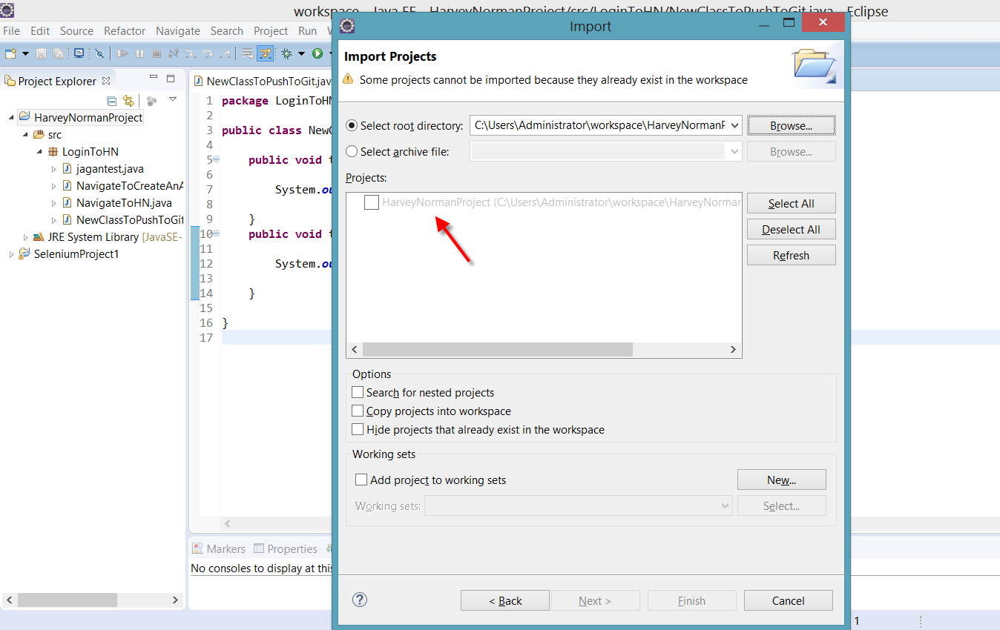 workspace - Java EE - HarveyNormanProject/src/LoginToHN/NewClassToPushToGit.java - Eclipse
File Edit Source Refactor Navigate Search Project Run
Project Explorer
HarveyNormanProject
src
LoginToHN
jagantest.java
NavigateToCreateAnA
NavigateToHN.java
NewClassToPushToGit
JRE System Library [JavaSE-
SeleniumProject1
NewClassToPushToGit.jav
1 package LoginToHN
2
3 public class NewC
4
5 public void
6
7 System.ou
8
9 }
10 public void
11
12 System.ou
13
14 }
15
16 }
17
Markers Properties
No consoles to display at this
Import
Import Projects
Some projects cannot be imported because they already exist in the workspace
Select root directory: C:\Users\Administrator\workspace\HarveyNormanP Browse...
Select archive file: Browse...
Projects:
HarveyNormanProject (C:\Users\Administrator\workspace\HarveyNorman
Select All
Deselect All
Refresh
Options
Search for nested projects
Copy projects into workspace
Hide projects that already exist in the workspace
Working sets
Add project to working sets New...
Working sets: Select...
? < Back Next > Finish Cancel
1